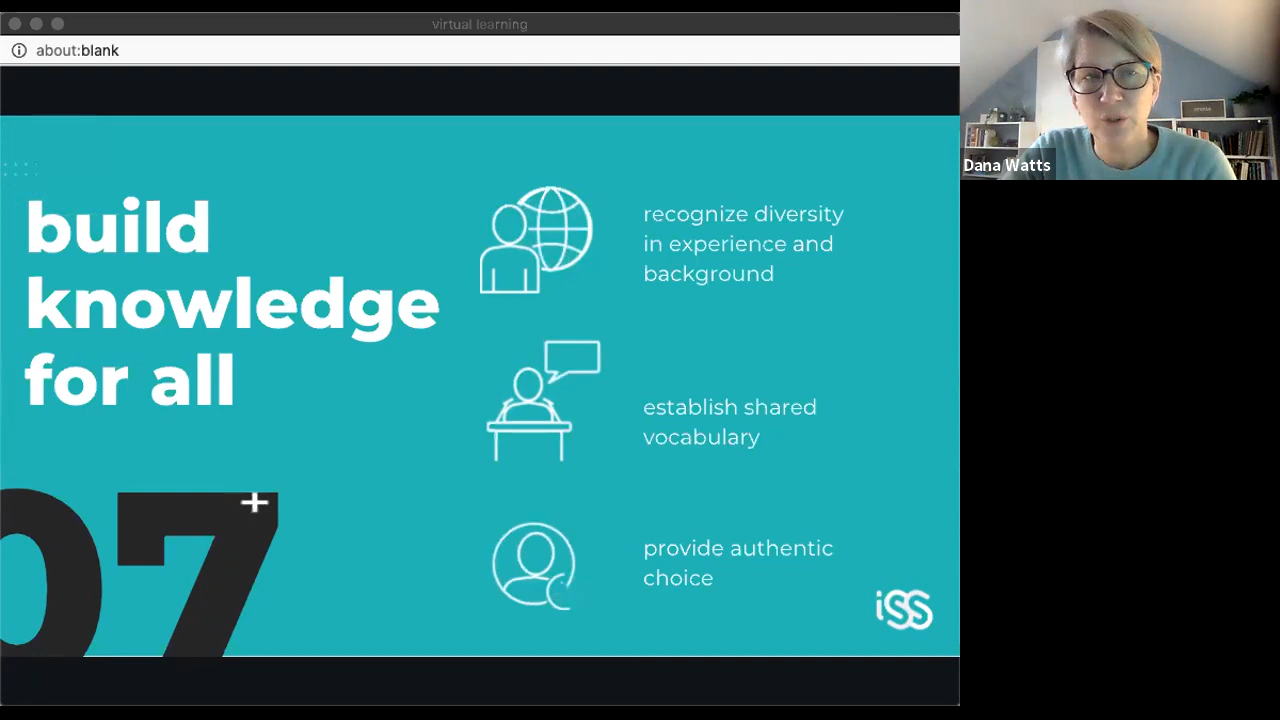 virtual learning
about:blank
build
knowledge
for all
07
recognize diversity
in experience and
background
establish shared
vocabulary
provide authentic
choice
iss
Dana Watts